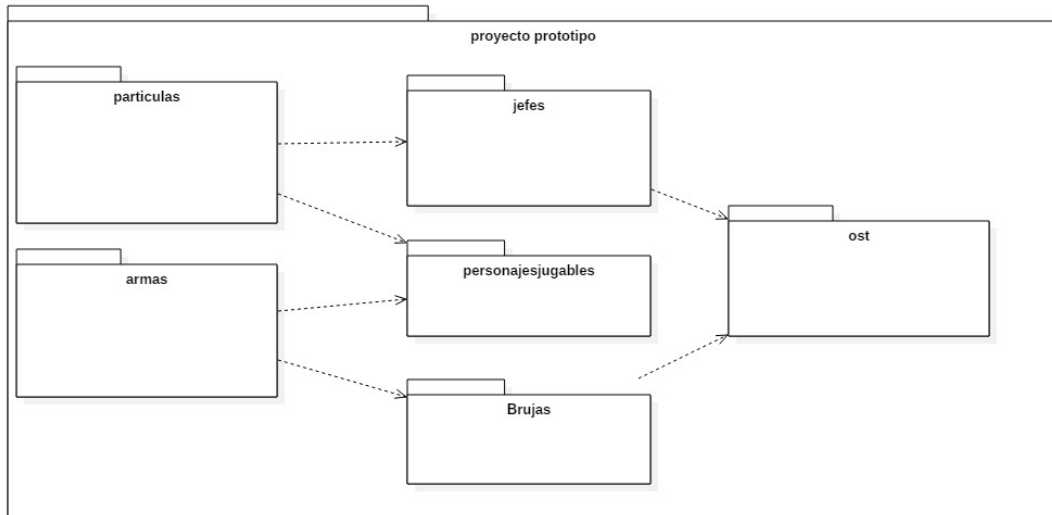 proyecto prototipo
particulas
jefes
ost
personajesjugables
armas
Brujas